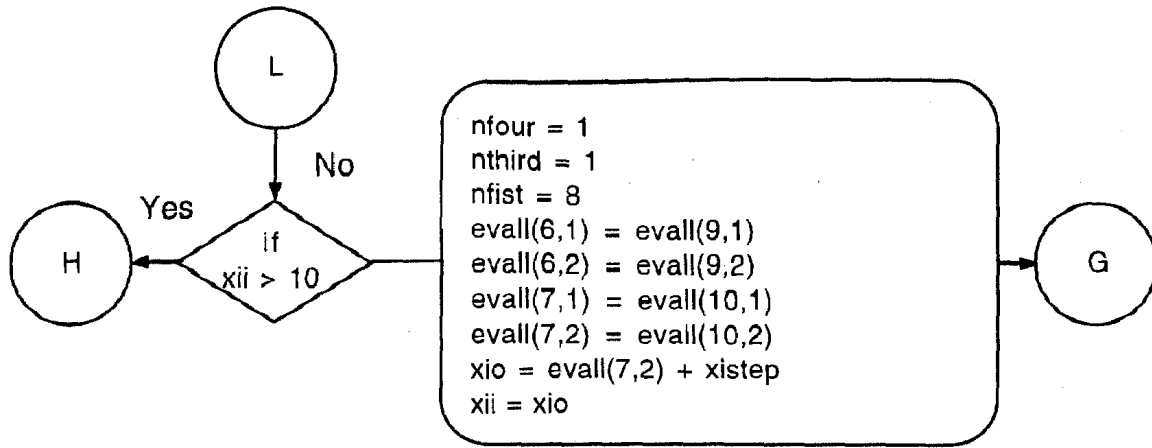 L
No
Yes
H
if
xii > 10
nfour = 1
nthird = 1
nfist = 8
evall(6,1) = evall(9,1)
evall(6,2) = evall(9,2)
evall(7,1) = evall(10,1)
evall(7,2) = evall(10,2)
xio = evall(7,2) + xistep
xii = xio
G